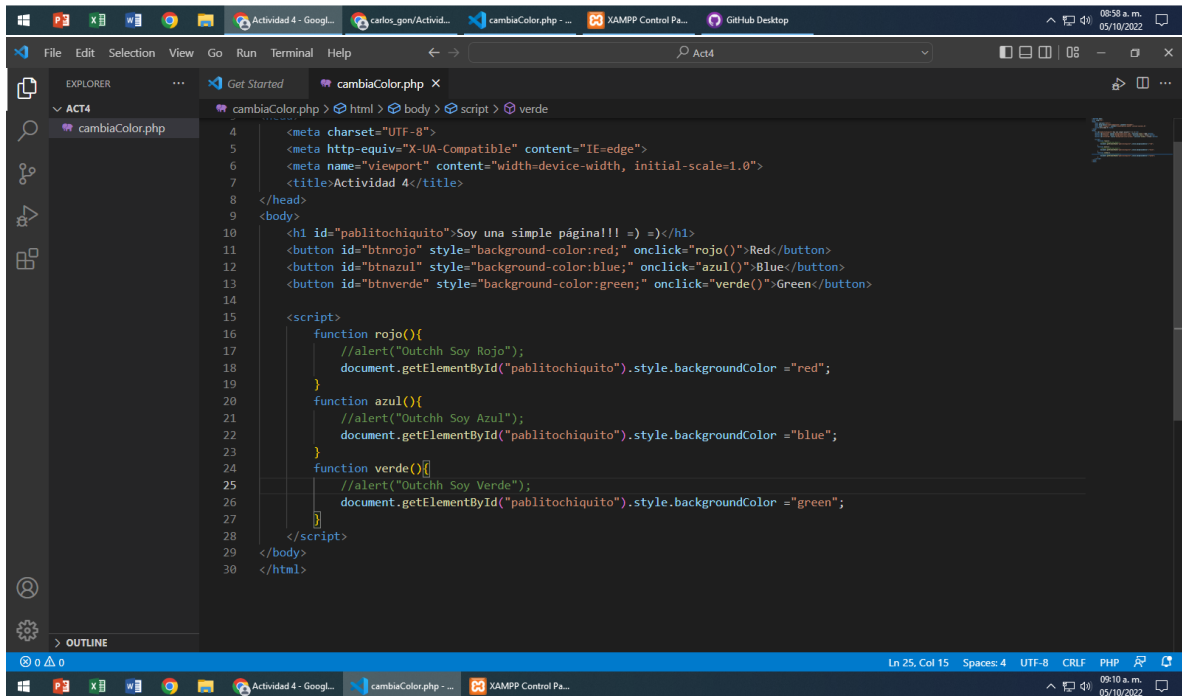 Actividad 4 - Googl...
carlos_gon/Activid...
cambiaColor.php - ...
XAMPP Control Pa...
GitHub Desktop
08:58 a. m.
05/10/2022
File Edit Selection View Go Run Terminal Help
Act4
EXPLORER
Get Started
cambiaColor.php
ACT4
cambiaColor.php > html > body > script > verde
cambiaColor.php
4 <meta charset="UTF-8">
5 <meta http-equiv="X-UA-Compatible" content="IE=edge">
6 <meta name="viewport" content="width=device-width, initial-scale=1.0">
7 <title>Actividad 4</title>
8 </head>
9 <body>
10 <h1 id="pablitochiquito">Soy una simple página!!! =) =)</h1>
11 <button id="btnrojo" style="background-color:red;" onclick="rojo()">Red</button>
12 <button id="btnazul" style="background-color:blue;" onclick="azul()">Blue</button>
13 <button id="btnverde" style="background-color:green;" onclick="verde()">Green</button>
14
15 <script>
16 function rojo(){
17 //alert("Outchh Soy Rojo");
18 document.getElementById("pablitochiquito").style.backgroundColor ="red";
19 }
20 function azul(){
21 //alert("Outchh Soy Azul");
22 document.getElementById("pablitochiquito").style.backgroundColor ="blue";
23 }
24 function verde(){
25 //alert("Outchh Soy Verde");
26 document.getElementById("pablitochiquito").style.backgroundColor ="green";
27 }
28 </script>
29 </body>
30 </html>
OUTLINE
0 0
Ln 25, Col 15 Spaces: 4 UTF-8 CRLF PHP
Actividad 4 - Googl...
cambiaColor.php - ...
XAMPP Control Pa...
09:10 a. m.
05/10/2022